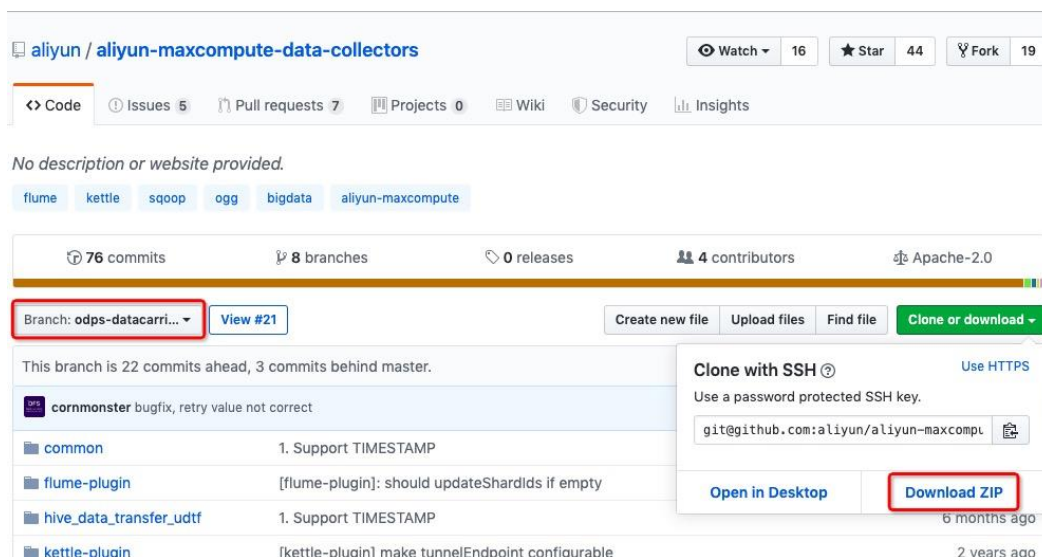 aliyun / aliyun-maxcompute-data-collectors Watch 16 Star 44 Fork 19
Code Issues 5 Pull requests 7 Projects 0 Wiki Security Insights
No description or website provided.
flume kettle sqoop ogg bigdata aliyun-maxcompute
76 commits 8 branches 0 releases 4 contributors Apache-2.0
Branch: odps-datacarri... View #21 Create new file Upload files Find file Clone or download
This branch is 22 commits ahead, 3 commits behind master.
Clone with SSH Use HTTPS
Use a password protected SSH key.
cornmonster bugfix, retry value not correct
git@github.com:aliyun/aliyun-maxcompu
common 1. Support TIMESTAMP
flume-plugin [flume-plugin]: should updateShardIds if empty
Open in Desktop Download ZIP
hive_data_transfer_udtf 1. Support TIMESTAMP 6 months ago
kettle-plugin [kettle-plugin] make tunnelEndpoint configurable 2 years ago